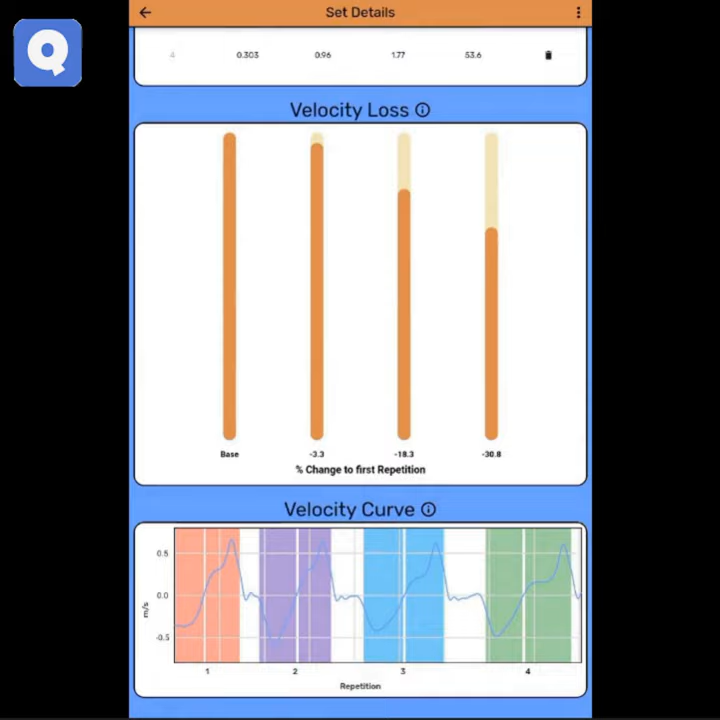 Set Details
4 0.303 0.96 1.77 53.6
Velocity Loss
Base -3.3 -18.3 -30.8
% Change to first Repetition
Velocity Curve
0.5
0.0
-0.5
m/s
1 2 3 4
Repetition